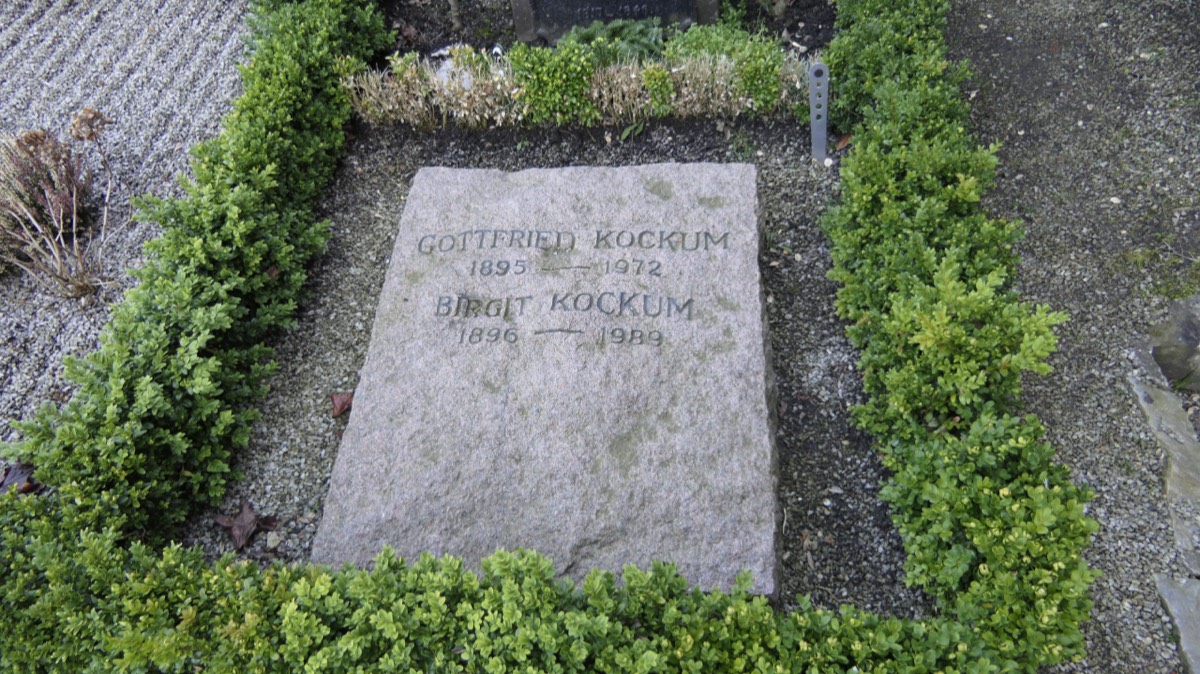 GOTTFRIED KOCKUM
1895 — 1972
BIRGIT KOCKUM
1896 — 1989